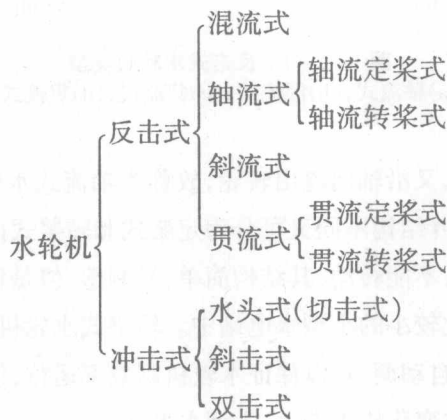 混流式
轴流式
轴流定桨式
轴流转桨式
反击式
斜流式
贯流式
贯流定桨式
贯流转桨式
水轮机
水头式(切击式)
冲击式
斜击式
双击式